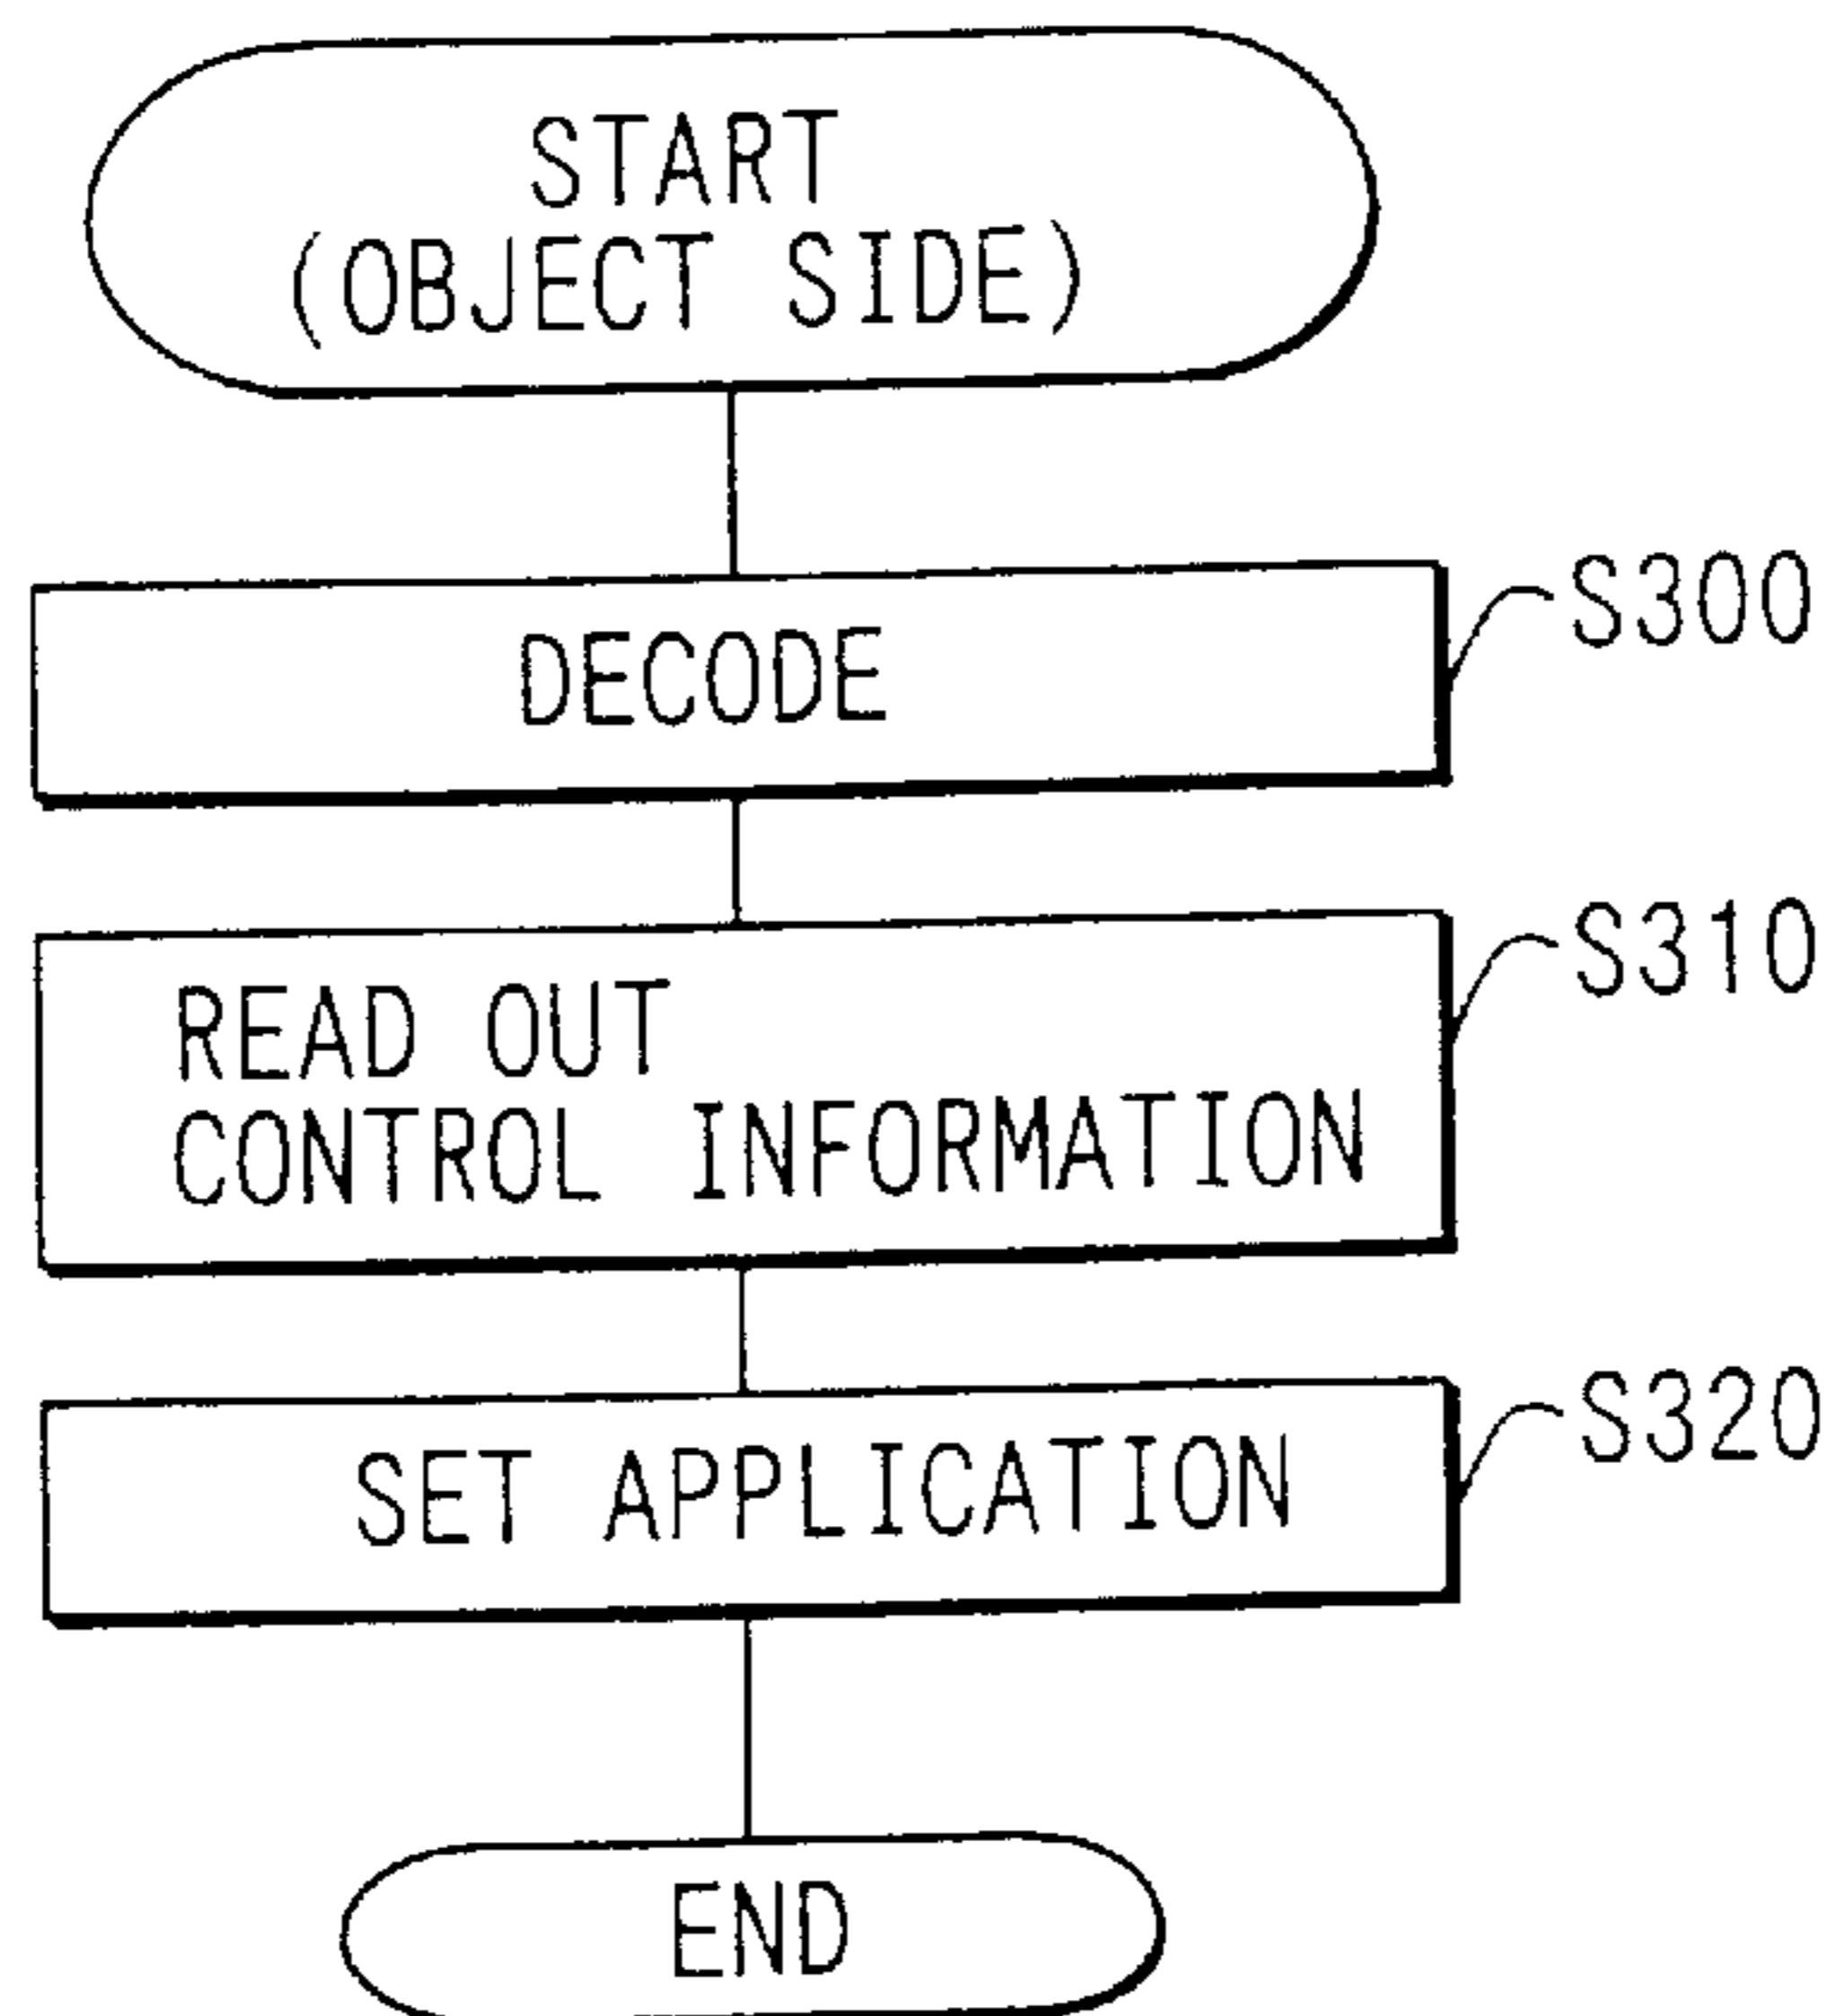 START
(OBJECT SIDE)
S300
DECODE
S310
READ OUT
CONTROL INFORMATION
S320
SET APPLICATION
END